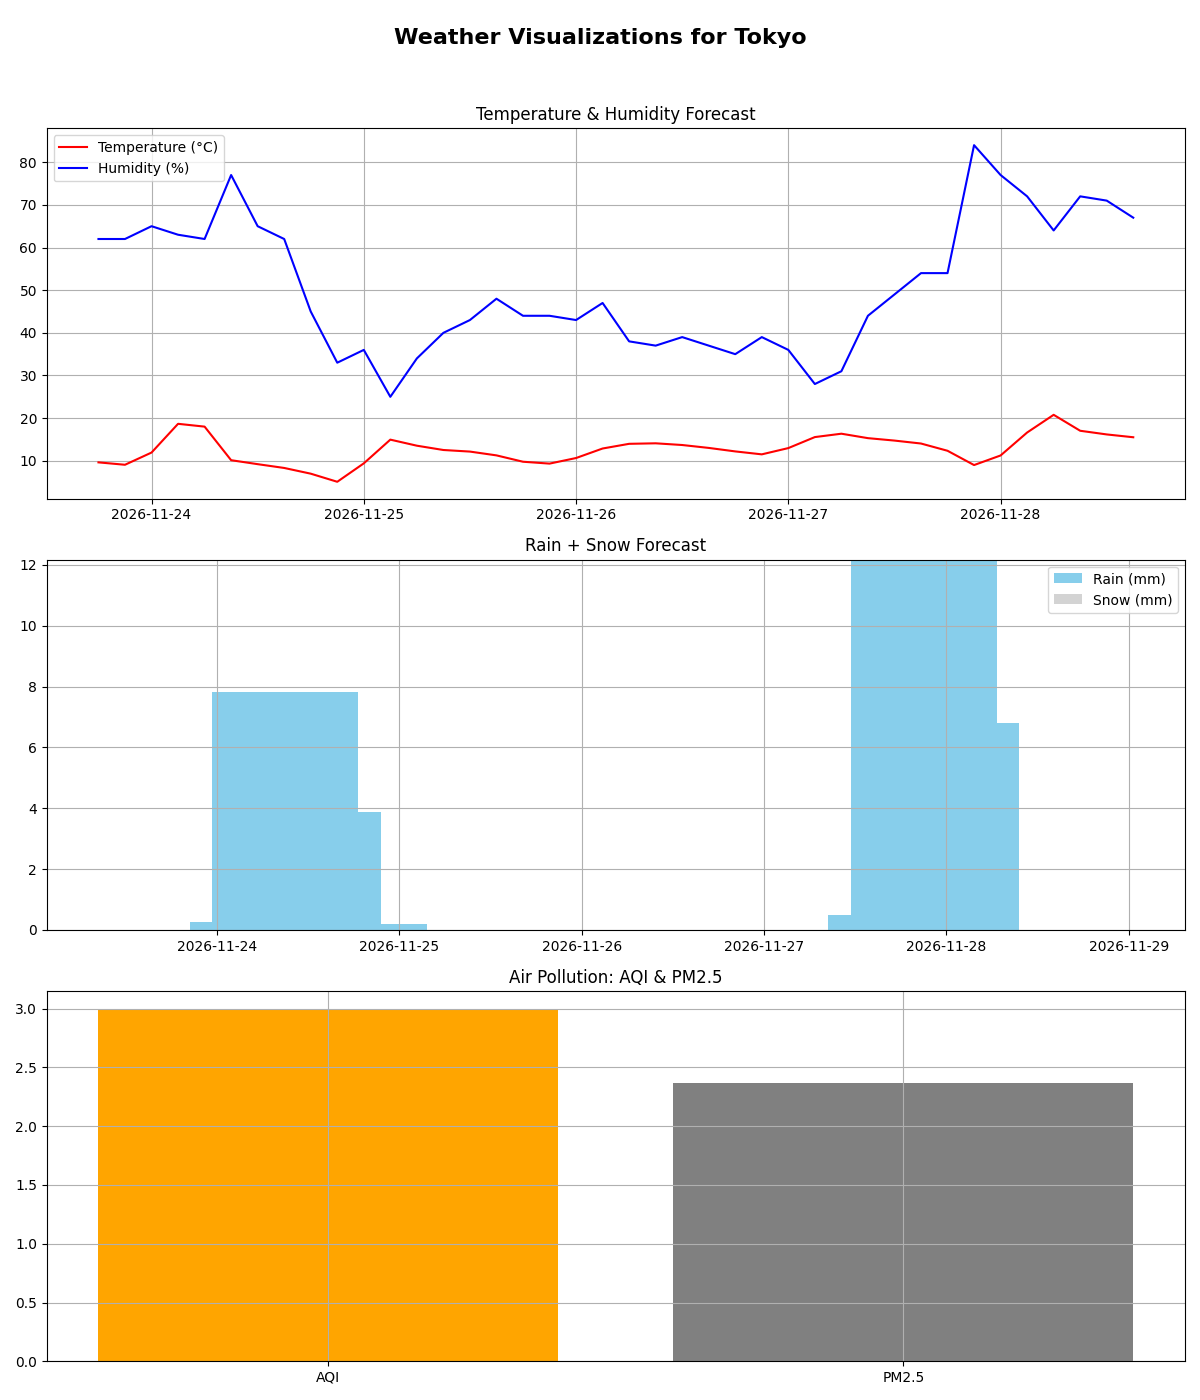 Weather Visualizations for Tokyo
Temperature & Humidity Forecast
Temperature (°C)
Humidity (%)
80
70
60
50
40
30
20
10
2026-11-24 2026-11-25 2026-11-26 2026-11-27 2026-11-28
Rain + Snow Forecast
Rain (mm)
Snow (mm)
12
10
8
6
4
2
0
2026-11-24 2026-11-25 2026-11-26 2026-11-27 2026-11-28 2026-11-29
Air Pollution: AQI & PM2.5
3.0
2.5
2.0
1.5
1.0
0.5
0.0
AQI PM2.5